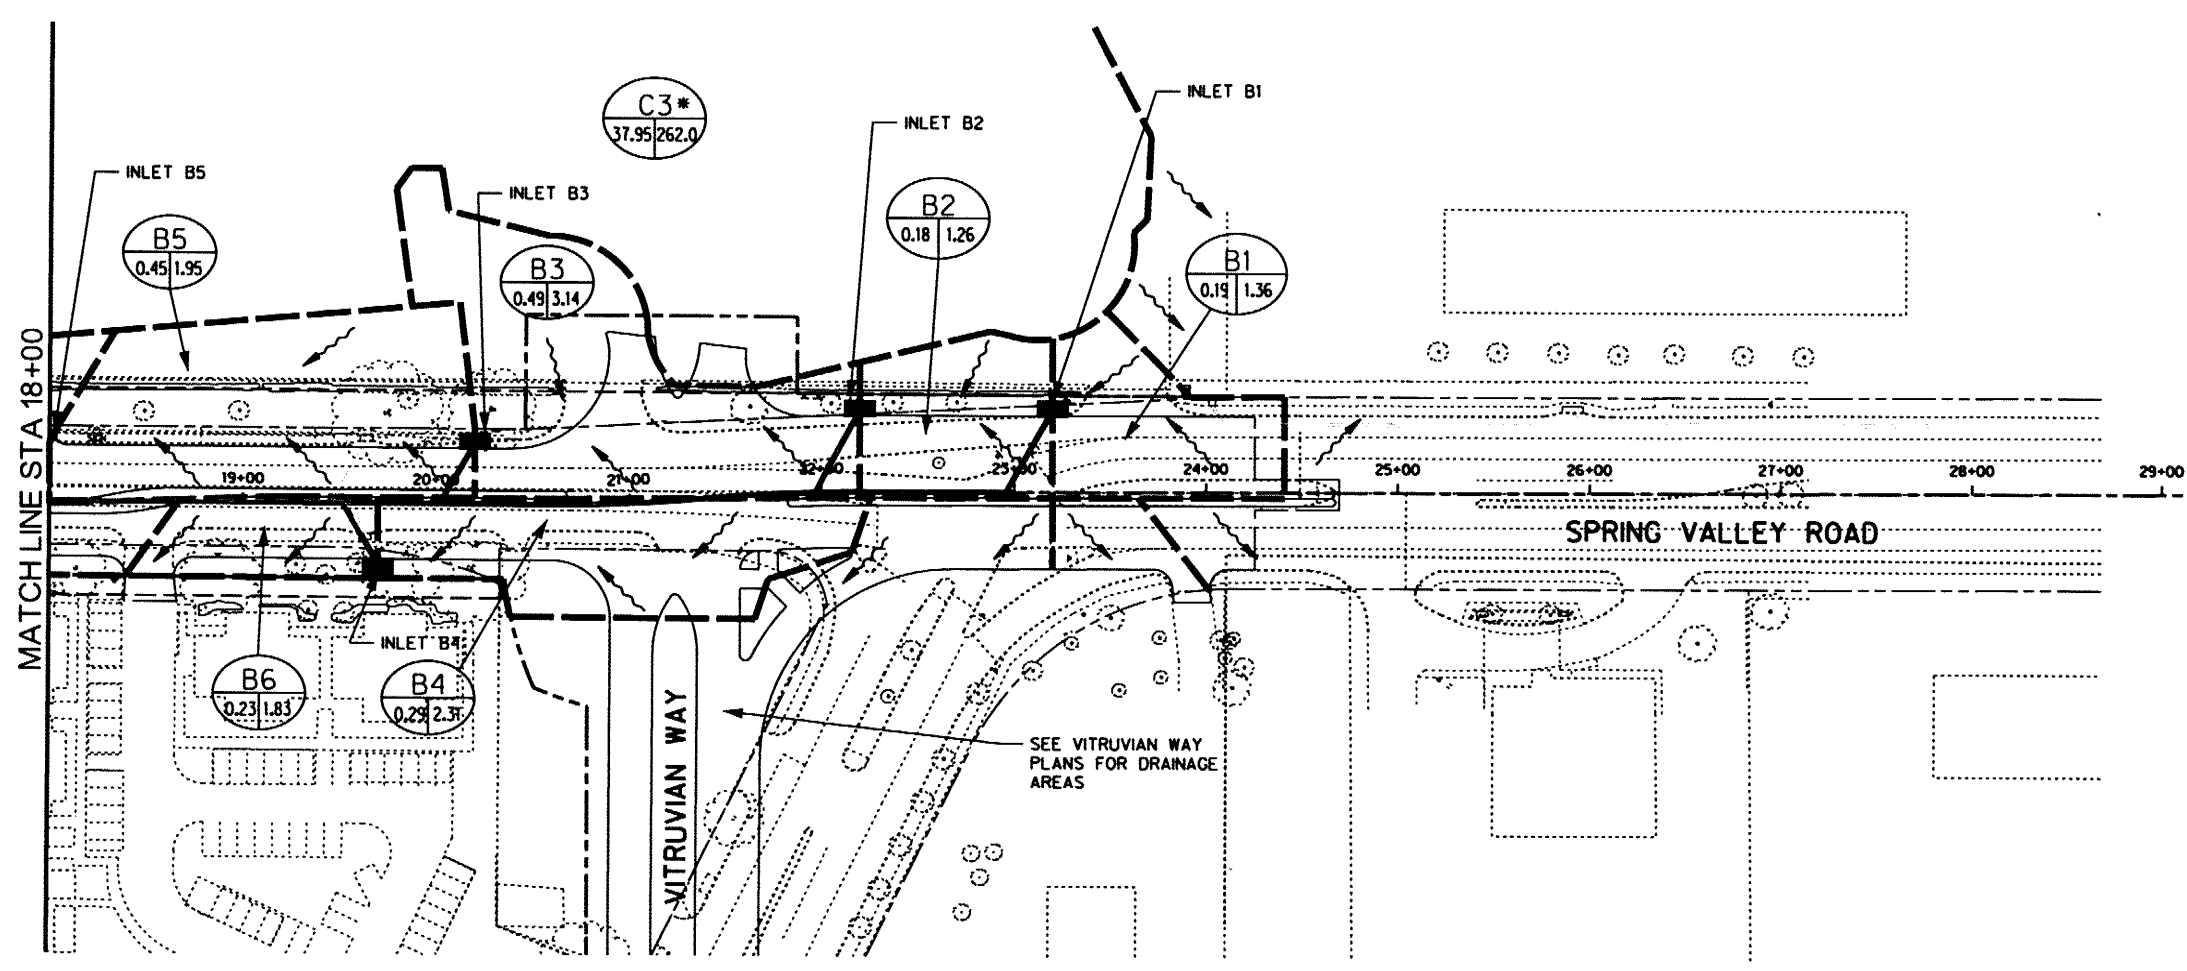 C3*
37.95 262.0
INLET B1
INLET B2
INLET B5
INLET B3
B2
0.18 1.26
B5
0.45 1.95
B3
0.49 3.14
B1
0.19 1.36
MATCH LINE STA 18+00
19+00
20+00
21+00
22+00
23+00
24+00
25+00
26+00
27+00
28+00
29+00
SPRING VALLEY ROAD
INLET B4
B6
0.23 1.83
B4
0.29 2.31
VITRUVIAN WAY
SEE VITRUVIAN WAY
PLANS FOR DRAINAGE
AREAS